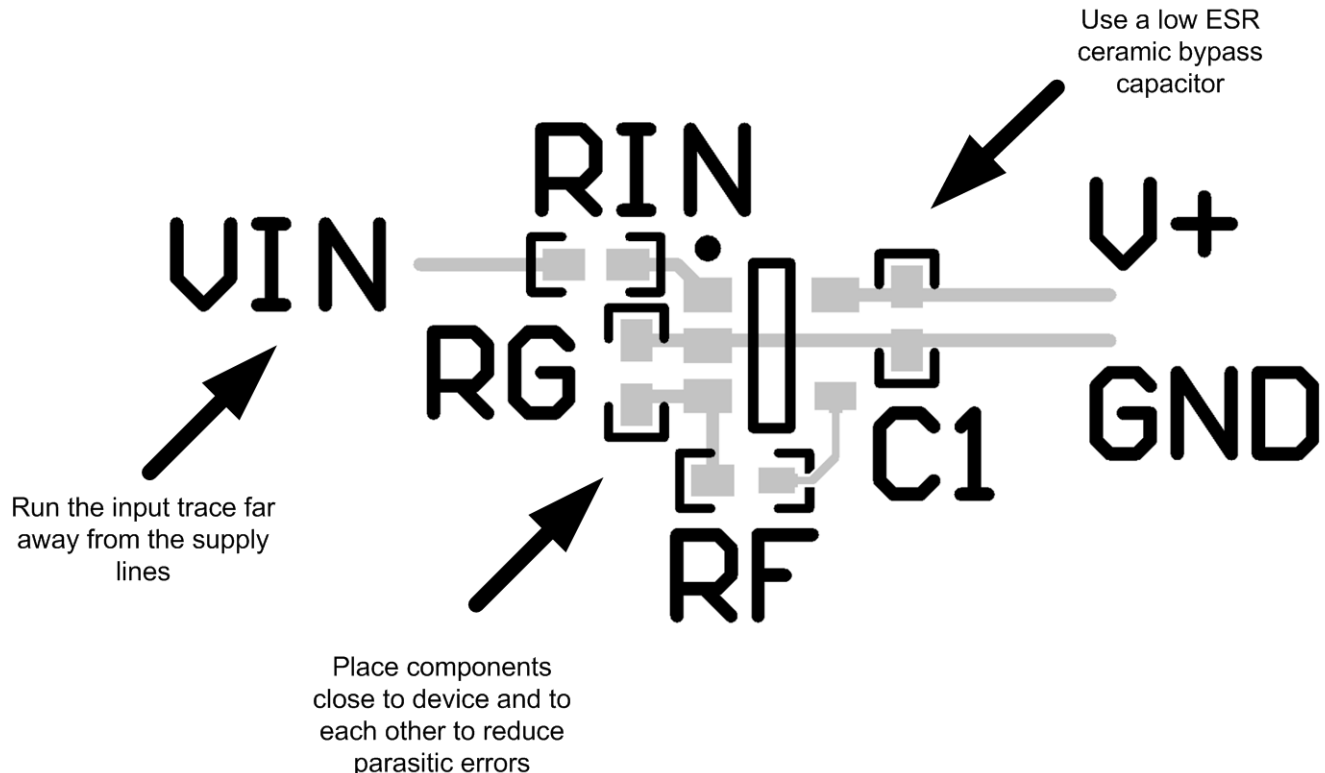 Use a low ESR
ceramic bypass
capacitor
RIN
V+
VIN
RG
GND
C1
Run the input trace far
away from the supply
lines
RF
Place components
close to device and to
each other to reduce
parasitic errors